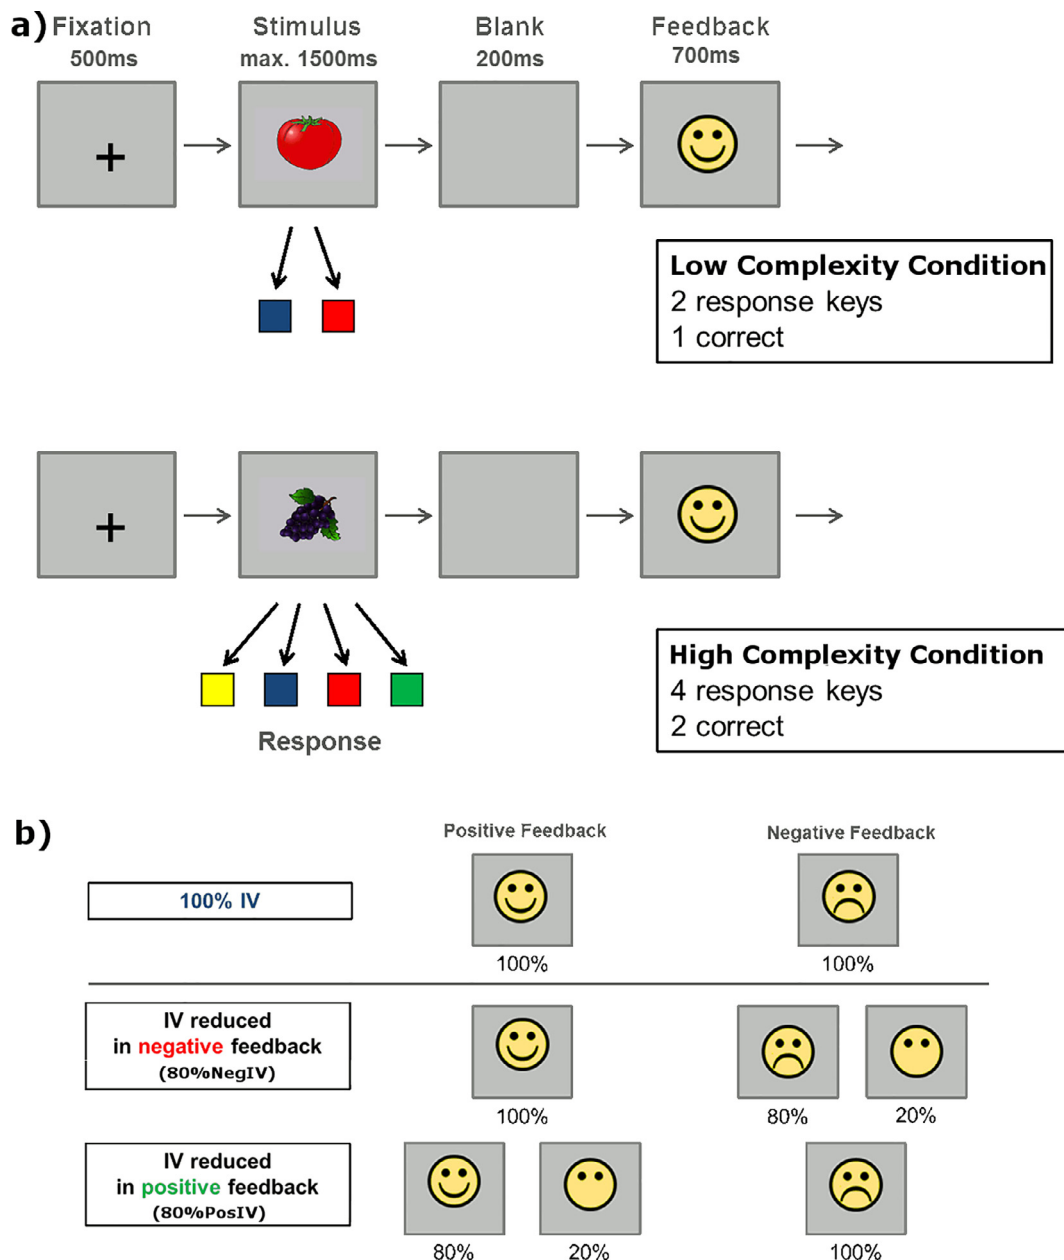 a) Fixation Stimulus Blank Feedback
500ms max. 1500ms 200ms 700ms
Low Complexity Condition
2 response keys
1 correct
High Complexity Condition
4 response keys
2 correct
Response
b)
Positive Feedback Negative Feedback
100% IV
100% 100%
IV reduced
in negative feedback
(80%NegIV)
100% 80% 20%
IV reduced
in positive feedback
(80%PosIV)
80% 20% 100%